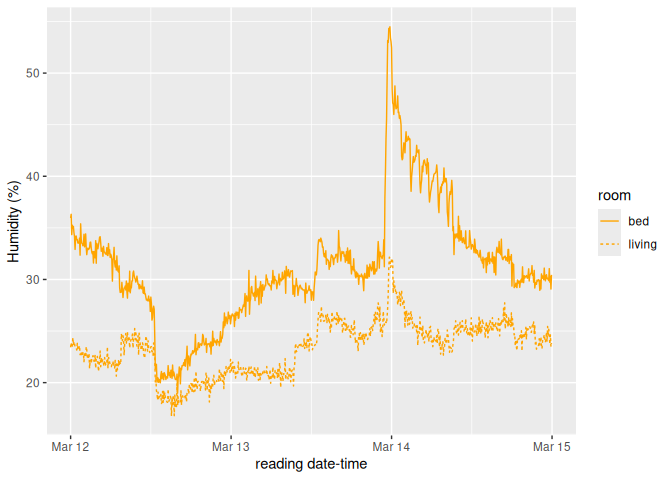 50
40
30
20
Humidity (%)
Mar 12
Mar 13
Mar 14
Mar 15
reading date-time
room
bed
living